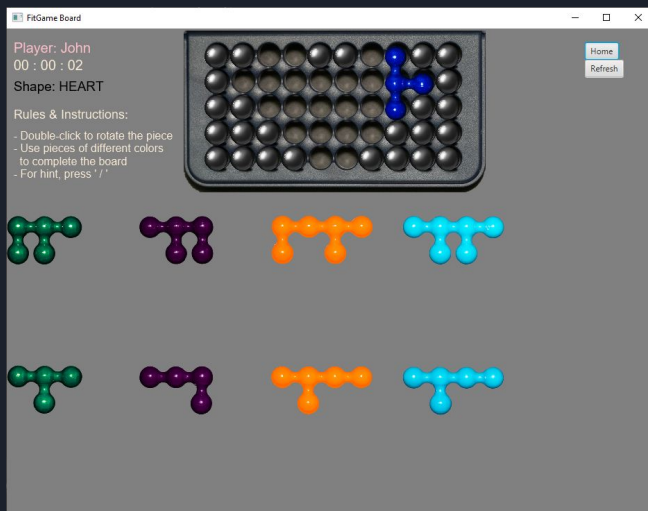 FitGame Board
Player: John
00 : 00 : 02
Shape: HEART
Rules & Instructions:
- Double-click to rotate the piece
- Use pieces of different colors
to complete the board
- For hint, press ' / '
Home
Refresh